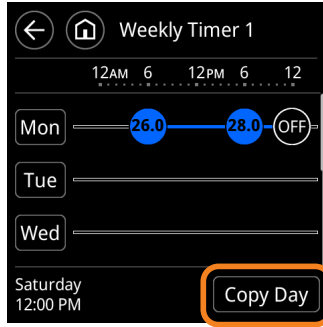 Weekly Timer 1
12AM 6 12PM 6 12
Mon 26.0 28.0 OFF
Tue
Wed
Saturday
12:00 PM
Copy Day